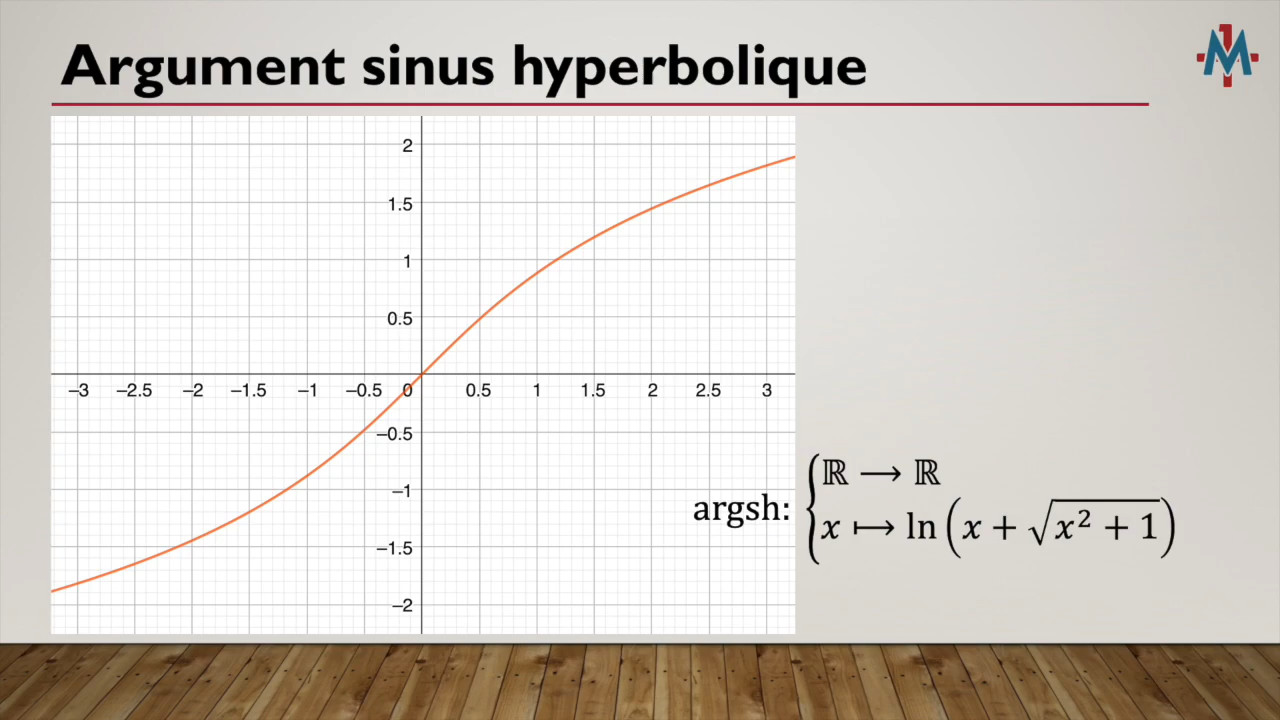 Argument sinus hyperbolique
2
1.5
1
0.5
−3 −2.5 −2 −1.5 −1 −0.5 0 0.5 1 1.5 2 2.5 3
−0.5
−1
−1.5
−2
argsh: { ℝ ⟶ ℝ
x ⟼ ln(x + √(x² + 1))
1M